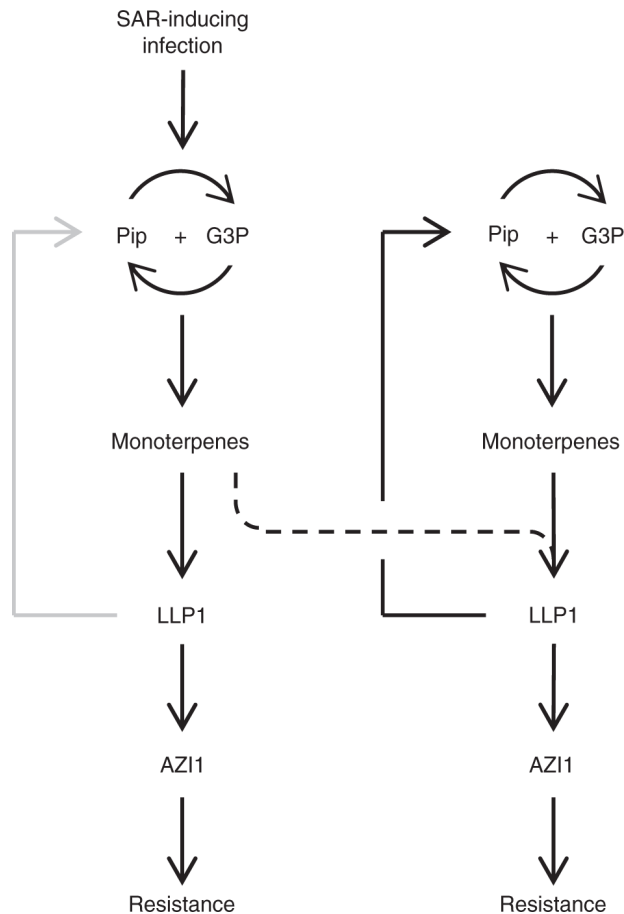 SAR-inducing
infection
Pip + G3P
Pip + G3P
Monoterpenes
Monoterpenes
LLP1
LLP1
AZI1
AZI1
Resistance
Resistance